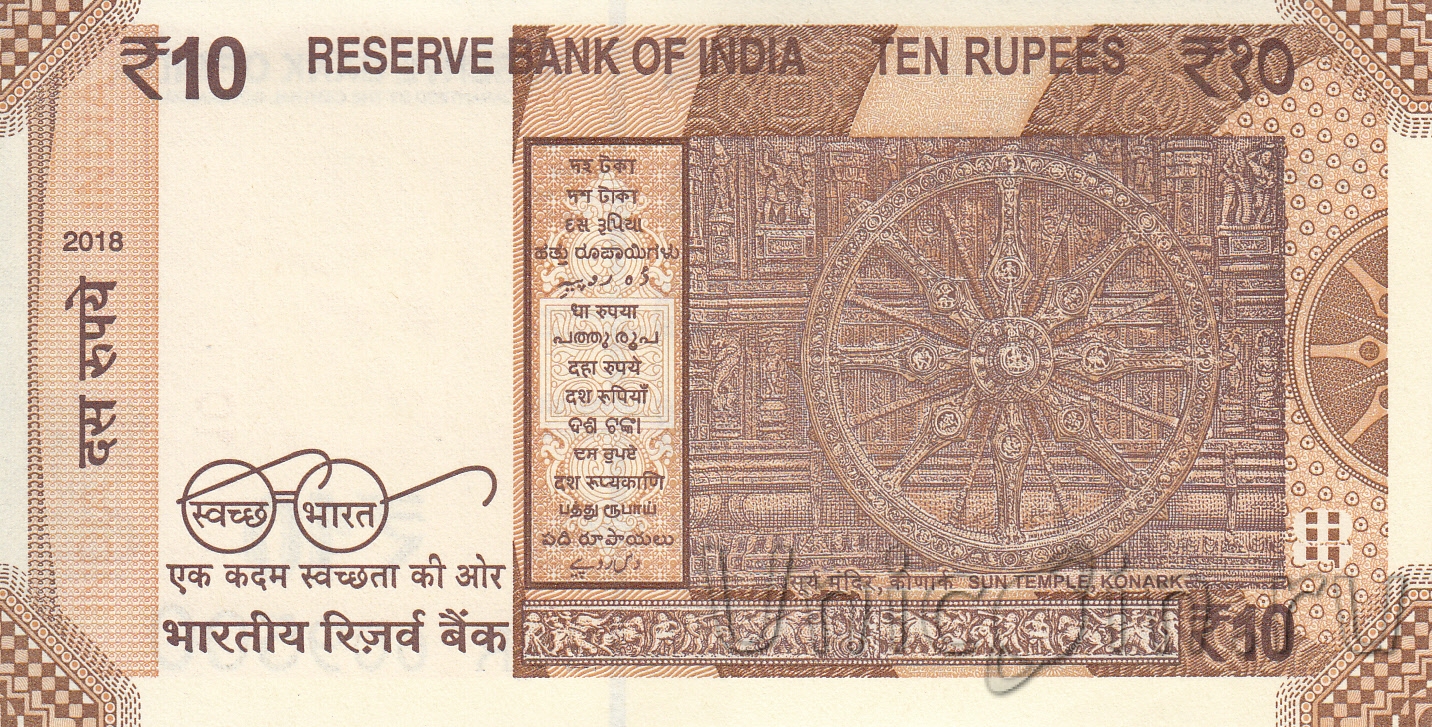 ₹10 RESERVE BANK OF INDIA TEN RUPEES ₹१०
2018
दस रुपये
দহ টকা
দশ টাকা
દસ રૂપિયા
ಹತ್ತು ರೂಪಾಯಿಗಳು
धा रुपया
പത്തു രൂപ
दहा रुपये
दश रूपियाँ
ଦଶ ଟଙ୍କା
ਦਸ ਰੁਪਏ
दश रूप्यकाणि
பத்து ரூபாய்
పది రూపాయలు
دس روپے
स्वच्छ भारत
एक कदम स्वच्छता की ओर
भारतीय रिज़र्व बैंक
सूर्य मंदिर, कोणार्क SUN TEMPLE, KONARK
₹10